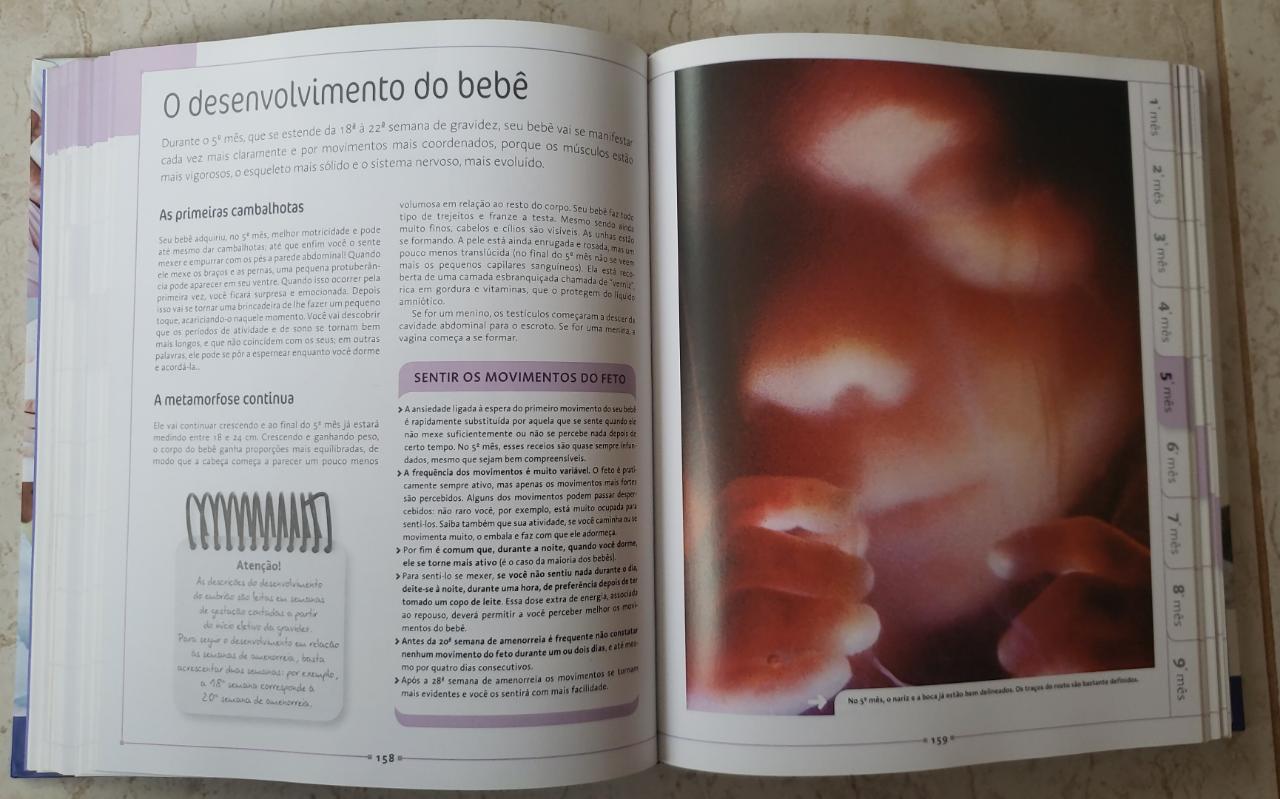 O desenvolvimento do bebê
Durante o 5º mês, que se estende da 18ª à 22ª semana de gravidez, seu bebê vai se manifestar
cada vez mais claramente e por movimentos mais coordenados, porque os músculos estão
mais vigorosos, o esqueleto mais sólido e o sistema nervoso, mais evoluído.
As primeiras cambalhotas
Seu bebê adquiriu, no 5º mês, melhor motricidade e pode
até mesmo dar cambalhotas; até que enfim você o sente
mexer e empurrar com os pés a parede abdominal! Quando
ele mexe os braços e as pernas, uma pequena protuberân-
cia pode aparecer em seu ventre. Quando isso ocorrer pela
primeira vez, você ficará surpresa e emocionada. Depois
isso vai se tornar uma brincadeira de lhe fazer um pequeno
toque, acariciando-o naquele momento. Você vai descobrir
que os períodos de atividade e de sono se tornam bem
mais longos, e que não coincidem com os seus; em outras
palavras, ele pode se pôr a espernear enquanto você dorme
e acordá-la...
A metamorfose continua
Ele vai continuar crescendo e ao final do 5º mês já estará
medindo entre 18 e 24 cm. Crescendo e ganhando peso,
o corpo do bebê ganha proporções mais equilibradas, de
modo que a cabeça começa a parecer um pouco menos
Atenção!
As descrições do desenvolvimento
do embrião são feitas em semanas
de gestação contadas a partir
do início efetivo da gravidez.
Para seguir o desenvolvimento em relação
às semanas de amenorreia, basta
acrescentar duas semanas: por exemplo,
a 18ª semana corresponde à
20ª semana de amenorreia.
volumosa em relação ao resto do corpo. Seu bebê faz todo
tipo de trejeitos e franze a testa. Mesmo sendo ainda
muito finos, cabelos e cílios são visíveis. As unhas estão
se formando. A pele está ainda enrugada e rosada, mas um
pouco menos translúcida (no final do 5º mês não se veem
mais os pequenos capilares sanguíneos). Ela está reco-
berta de uma camada esbranquiçada chamada de "verniz",
rica em gordura e vitaminas, que o protegem do líquido
amniótico.
Se for um menino, os testículos começaram a descer da
cavidade abdominal para o escroto. Se for uma menina, a
vagina começa a se formar.
SENTIR OS MOVIMENTOS DO FETO
> A ansiedade ligada à espera do primeiro movimento do seu bebê
é rapidamente substituída por aquela que se sente quando ele
não mexe suficientemente ou não se percebe nada depois de
certo tempo. No 5º mês, esses receios são quase sempre infun-
dados, mesmo que sejam bem compreensíveis.
> A frequência dos movimentos é muito variável. O feto é prati-
camente sempre ativo, mas apenas os movimentos mais fortes
são percebidos. Alguns dos movimentos podem passar desper-
cebidos: não raro você, por exemplo, está muito ocupada para
senti-los. Saiba também que sua atividade, se você caminha ou se
movimenta muito, o embala e faz com que ele adormeça.
> Por fim é comum que, durante a noite, quando você dorme,
ele se torne mais ativo (é o caso da maioria dos bebês).
> Para senti-lo se mexer, se você não sentiu nada durante o dia,
deite-se à noite, durante uma hora, de preferência depois de ter
tomado um copo de leite. Essa dose extra de energia, associada
ao repouso, deverá permitir a você perceber melhor os movi-
mentos do bebê.
> Antes da 20ª semana de amenorreia é frequente não constatar
nenhum movimento do feto durante um ou dois dias, e até mes-
mo por quatro dias consecutivos.
> Após a 28ª semana de amenorreia os movimentos se tornam
mais evidentes e você os sentirá com mais facilidade.
158
No 5º mês, o nariz e a boca já estão bem delineados. Os traços do rosto são bastante definidos.
159
1º mês
2º mês
3º mês
4º mês
5º mês
6º mês
7º mês
8º mês
9º mês